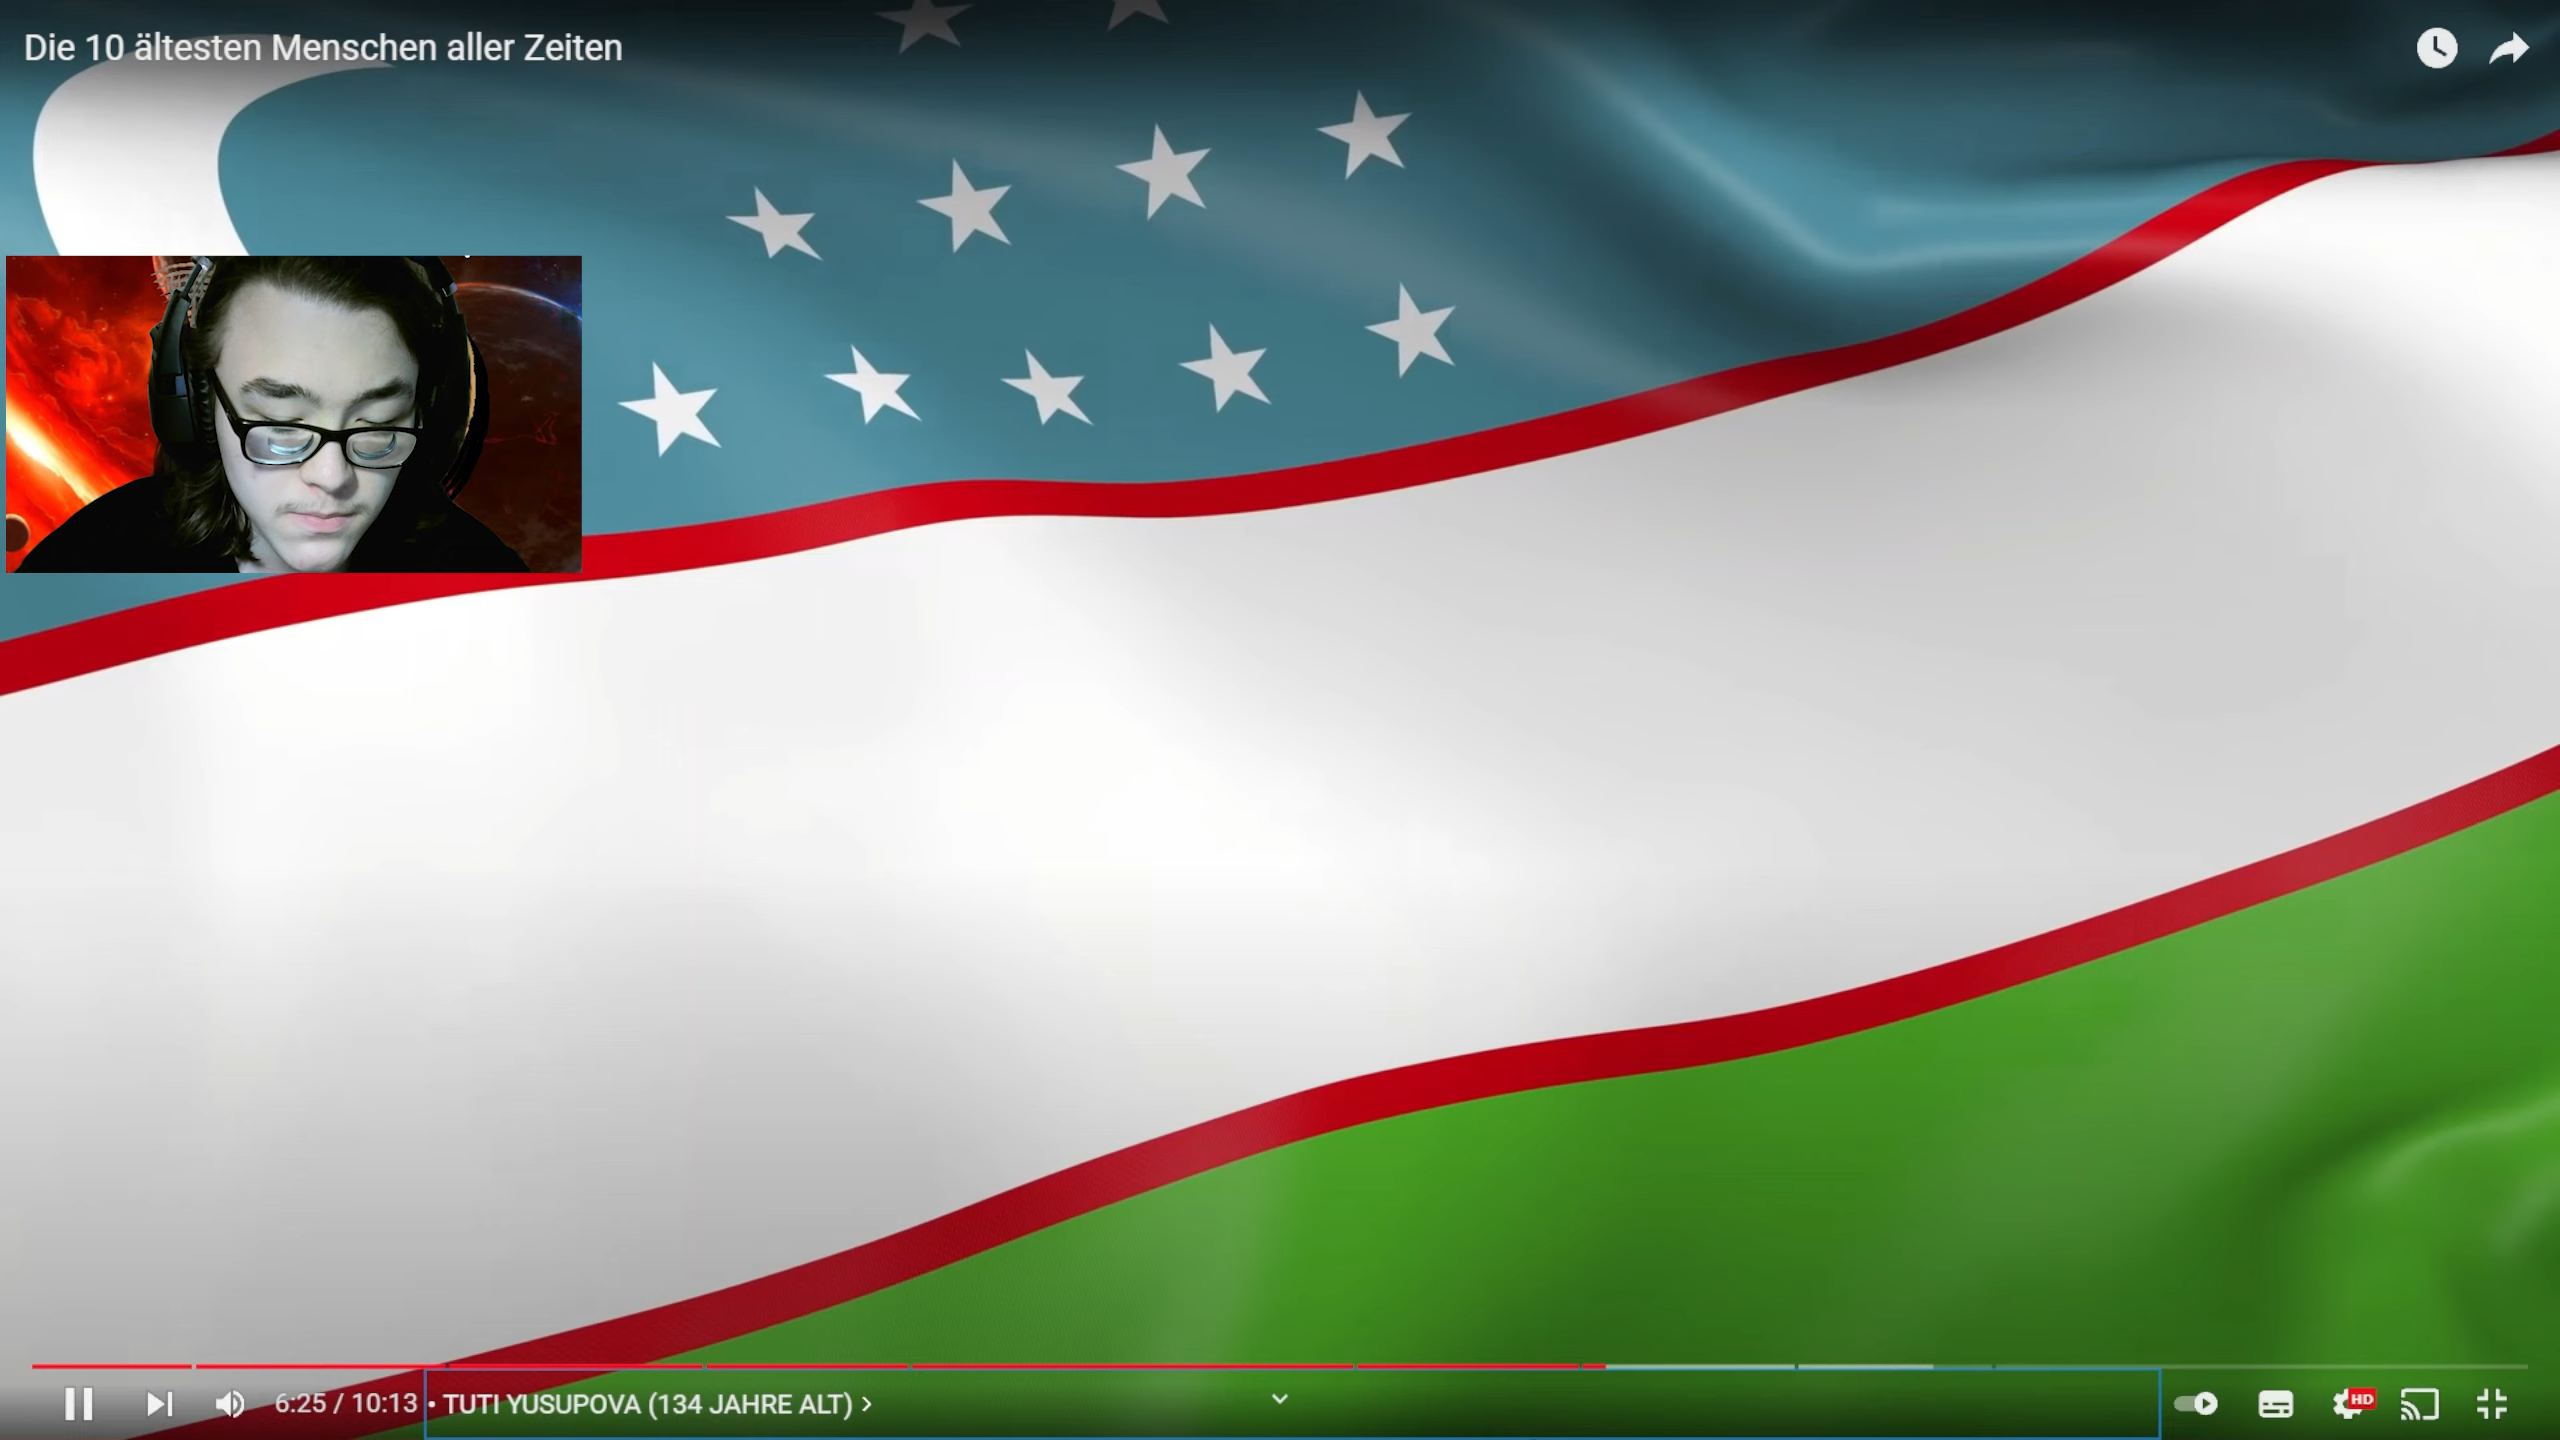 Die 10 ältesten Menschen aller Zeiten
6:25 / 10:13 • TUTI YUSUPOVA (134 JAHRE ALT) ›
HD